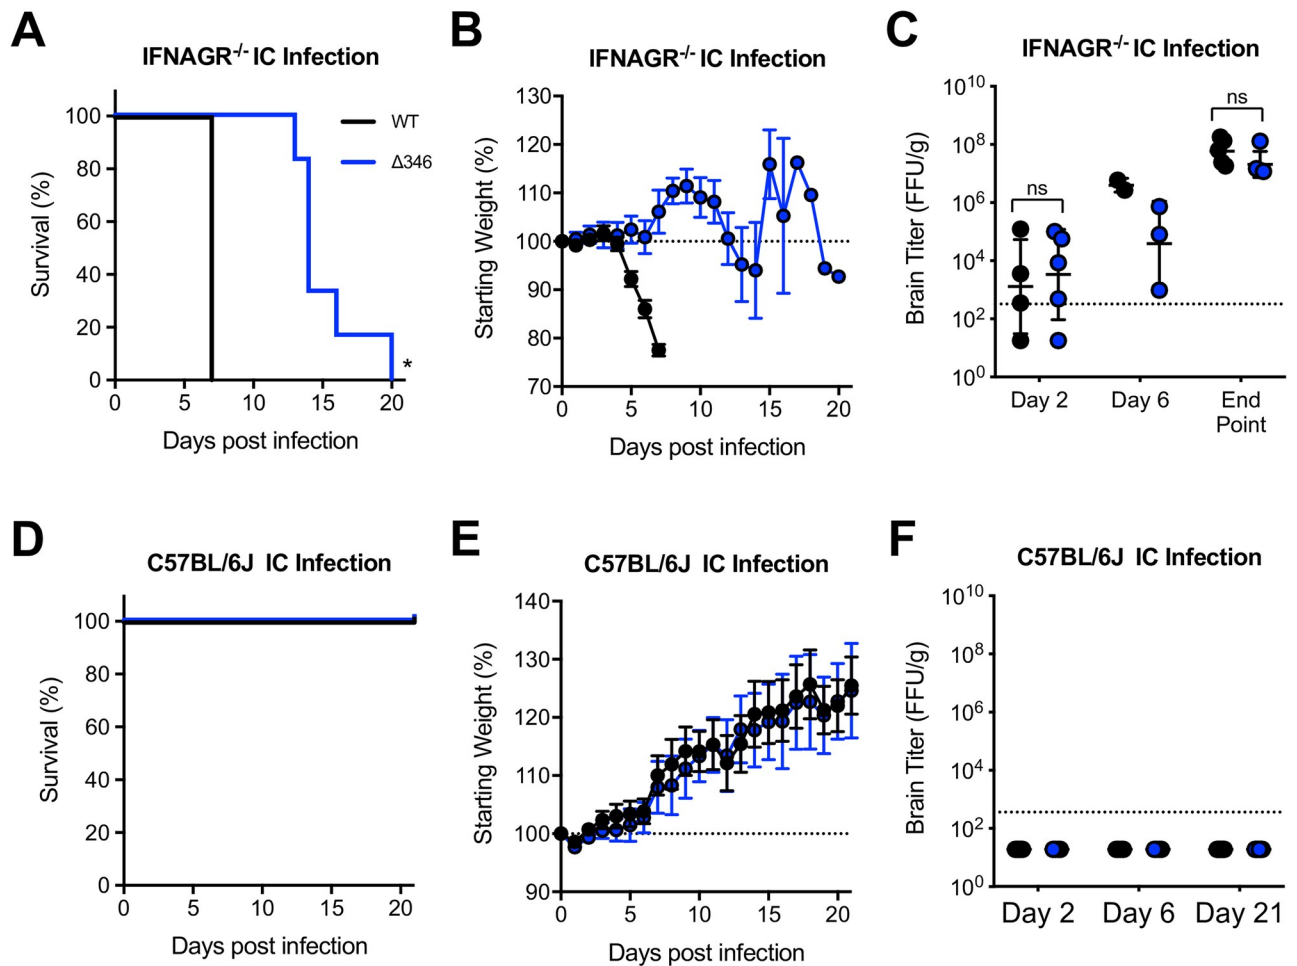 A
IFNAGR-/- IC Infection
Survival (%)
100
80
60
40
20
0
0 5 10 15 20
Days post infection
WT
Δ346
*
B
IFNAGR-/- IC Infection
Starting Weight (%)
130
120
110
100
90
80
70
0 5 10 15 20
Days post infection
C
IFNAGR-/- IC Infection
Brain Titer (FFU/g)
10^10
10^8
10^6
10^4
10^2
10^0
ns
ns
Day 2 Day 6 End
Point
D
C57BL/6J IC Infection
Survival (%)
100
80
60
40
20
0
0 5 10 15 20
Days post infection
E
C57BL/6J IC Infection
Starting Weight (%)
140
130
120
110
100
90
0 5 10 15 20
Days post infection
F
C57BL/6J IC Infection
Brain Titer (FFU/g)
10^10
10^8
10^6
10^4
10^2
10^0
Day 2 Day 6 Day 21